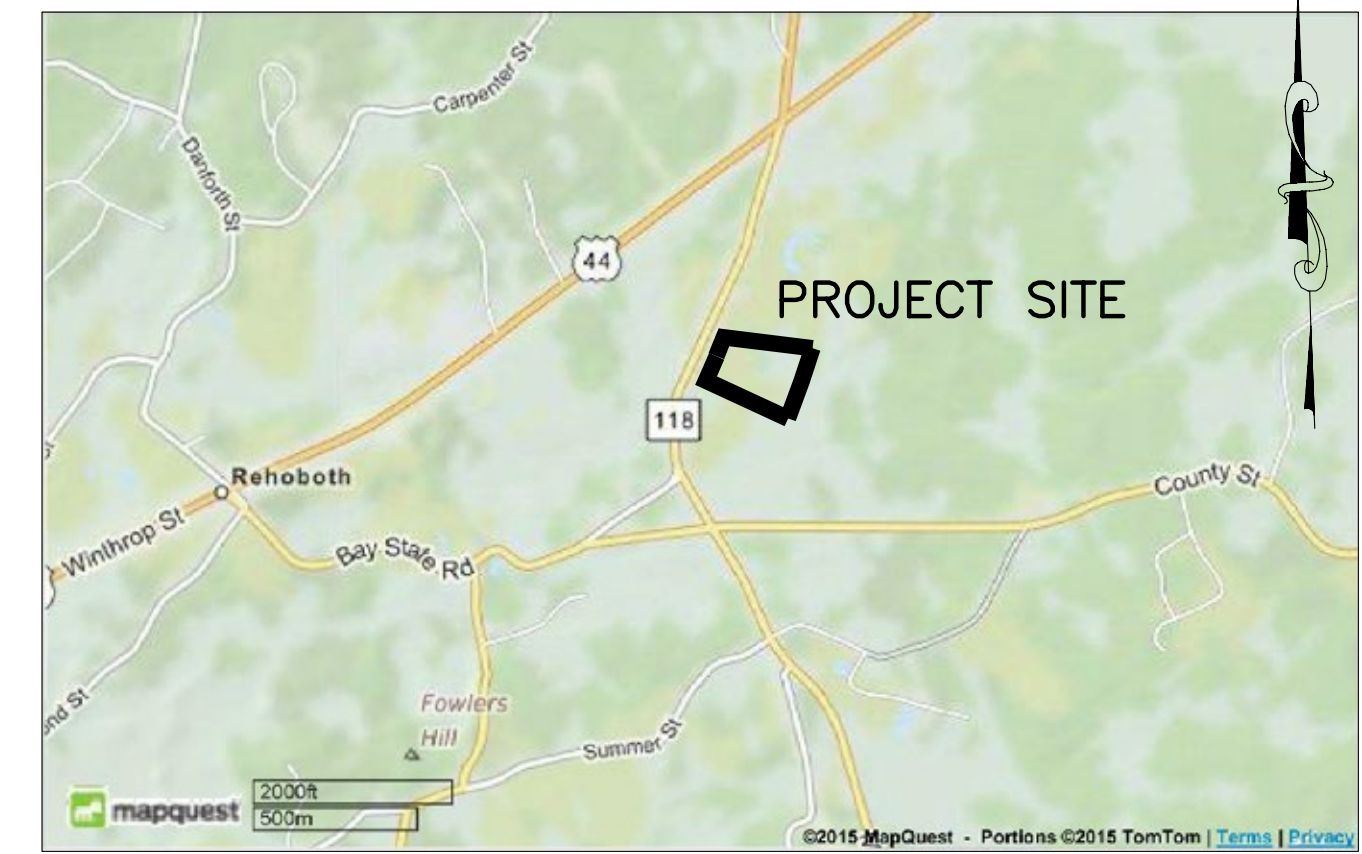 Carpenter St
Danforth St
44
PROJECT SITE
118
Rehoboth
County St
Winthrop St
Bay State Rd
Fowlers
Hill
Summer St
St
2000ft
mapquest
500m
©2015 MapQuest - Portions ©2015 TomTom | Terms | Privacy